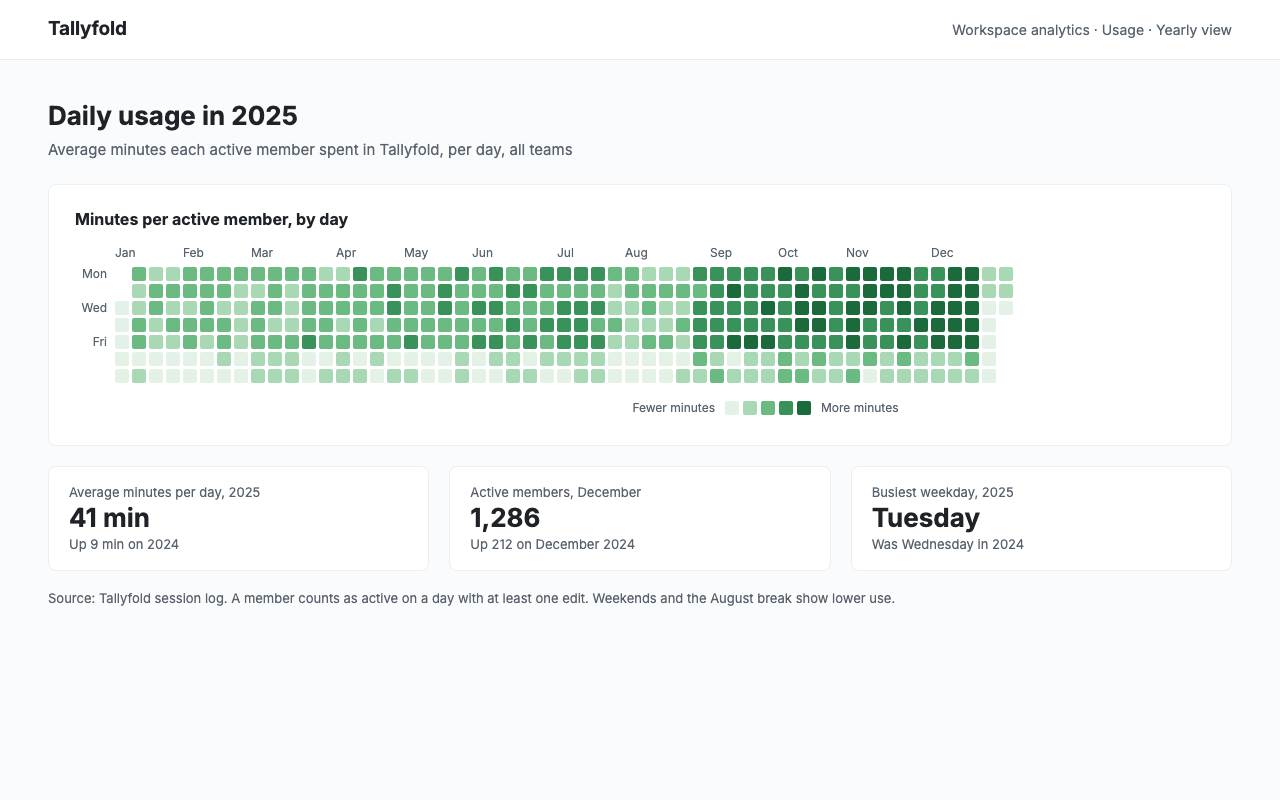 Tallyfold
Workspace analytics · Usage · Yearly view
Daily usage in 2025
Average minutes each active member spent in Tallyfold, per day, all teams
Minutes per active member, by day
Jan Feb Mar Apr May Jun Jul Aug Sep Oct Nov Dec
Mon
Wed
Fri
Fewer minutes More minutes
Average minutes per day, 2025
41 min
Up 9 min on 2024
Active members, December
1,286
Up 212 on December 2024
Busiest weekday, 2025
Tuesday
Was Wednesday in 2024
Source: Tallyfold session log. A member counts as active on a day with at least one edit. Weekends and the August break show lower use.